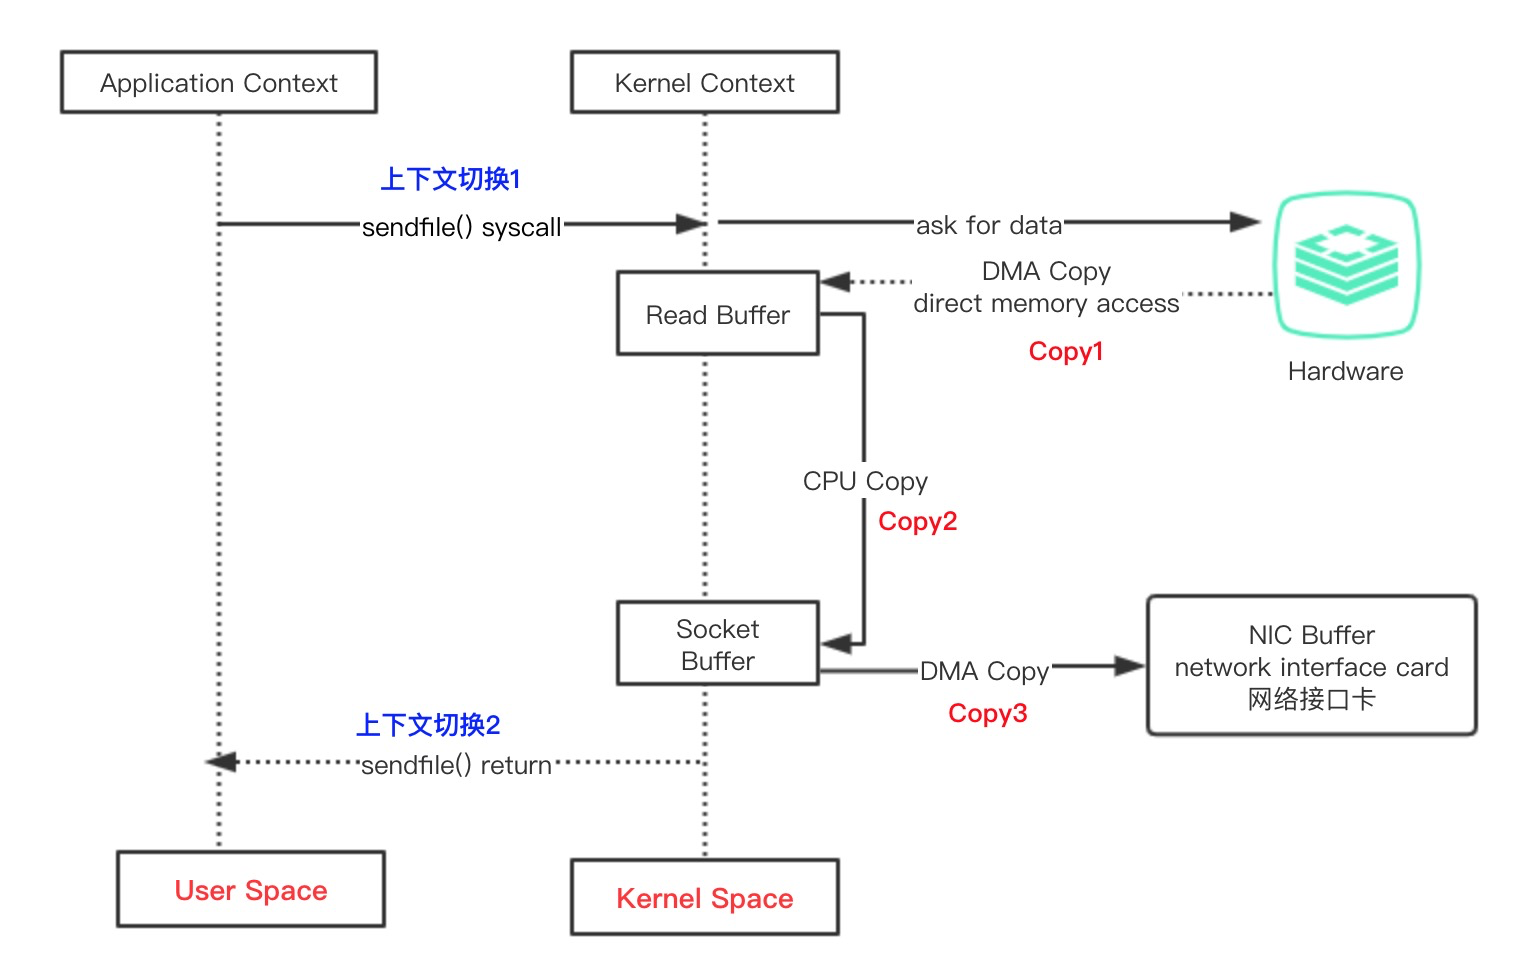 Application Context
Kernel Context
上下文切换1
sendfile() syscall
ask for data
DMA Copy
direct memory access
Read Buffer
Copy1
Hardware
CPU Copy
Copy2
Socket
Buffer
NIC Buffer
network interface card
网络接口卡
DMA Copy
Copy3
上下文切换2
sendfile() return
User Space
Kernel Space